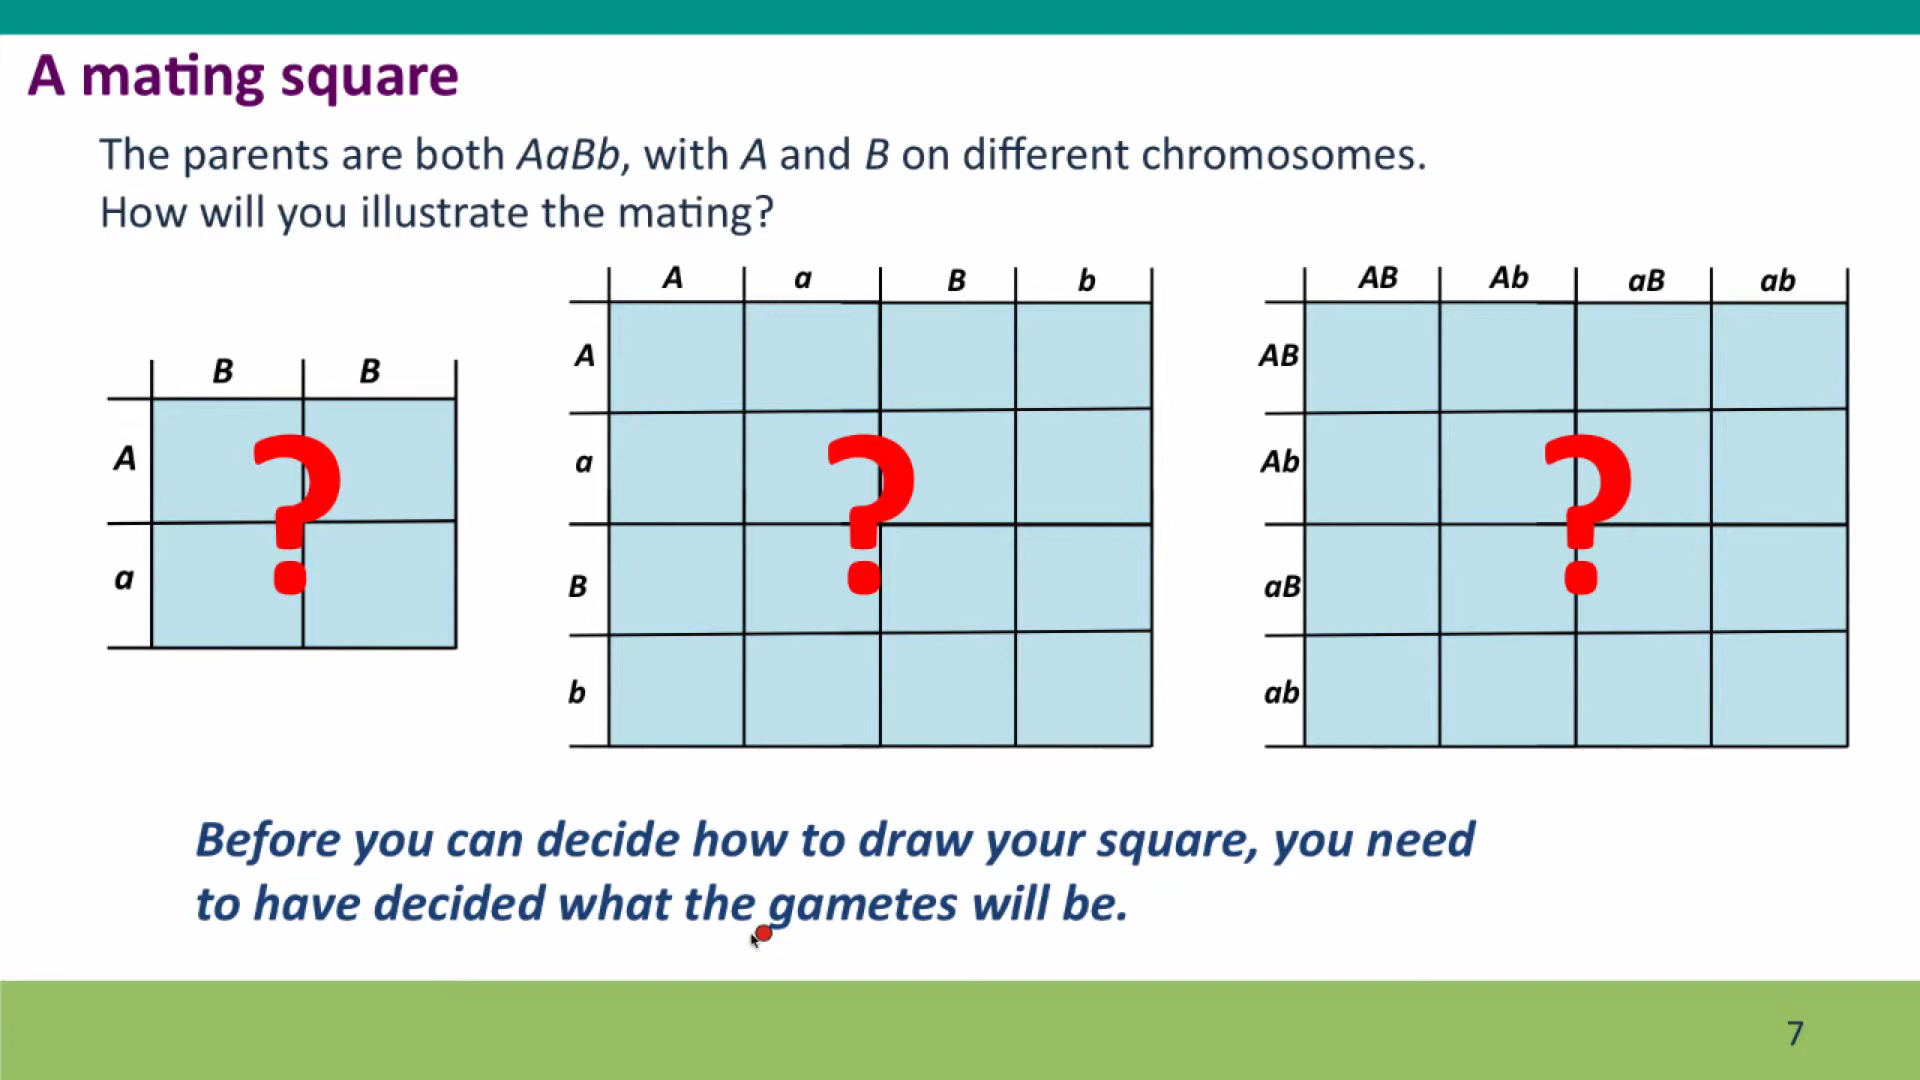 A mating square
The parents are both AaBb, with A and B on different chromosomes.
How will you illustrate the mating?
B B
A
a
A a B b
A
a
B
b
AB Ab aB ab
AB
Ab
aB
ab
?
?
?
Before you can decide how to draw your square, you need
to have decided what the gametes will be.
7